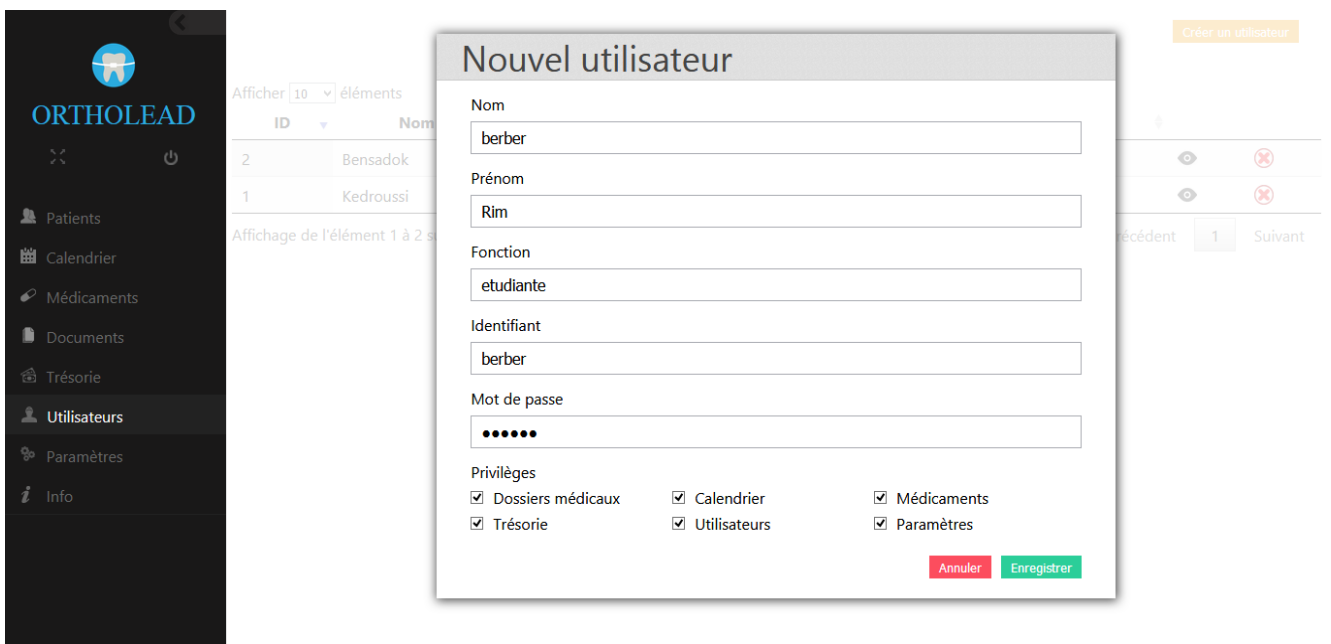 ORTHOLEAD
Patients
Calendrier
Médicaments
Documents
Trésorie
Utilisateurs
Paramètres
i Info
Créer un utilisateur
Afficher 10 éléments
ID Nom
2 Bensadok
1 Kedroussi
Affichage de l'élément 1 à 2 s
récédent 1 Suivant
Nouvel utilisateur
Nom
berber
Prénom
Rim
Fonction
etudiante
Identifiant
berber
Mot de passe
••••••
Privilèges
Dossiers médicaux Calendrier Médicaments
Trésorie Utilisateurs Paramètres
Annuler Enregistrer